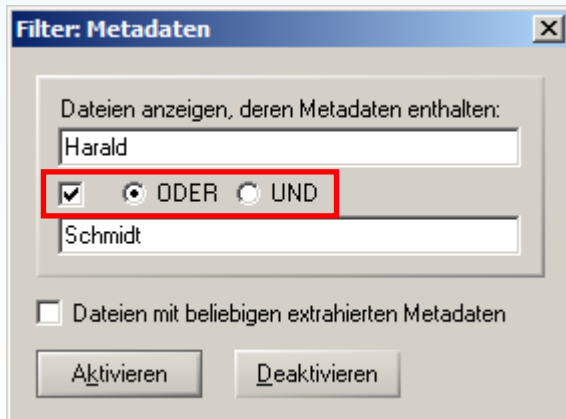 Filter: Metadaten
Dateien anzeigen, deren Metadaten enthalten:
Harald
ODER UND
Schmidt
Dateien mit beliebigen extrahierten Metadaten
Aktivieren Deaktivieren